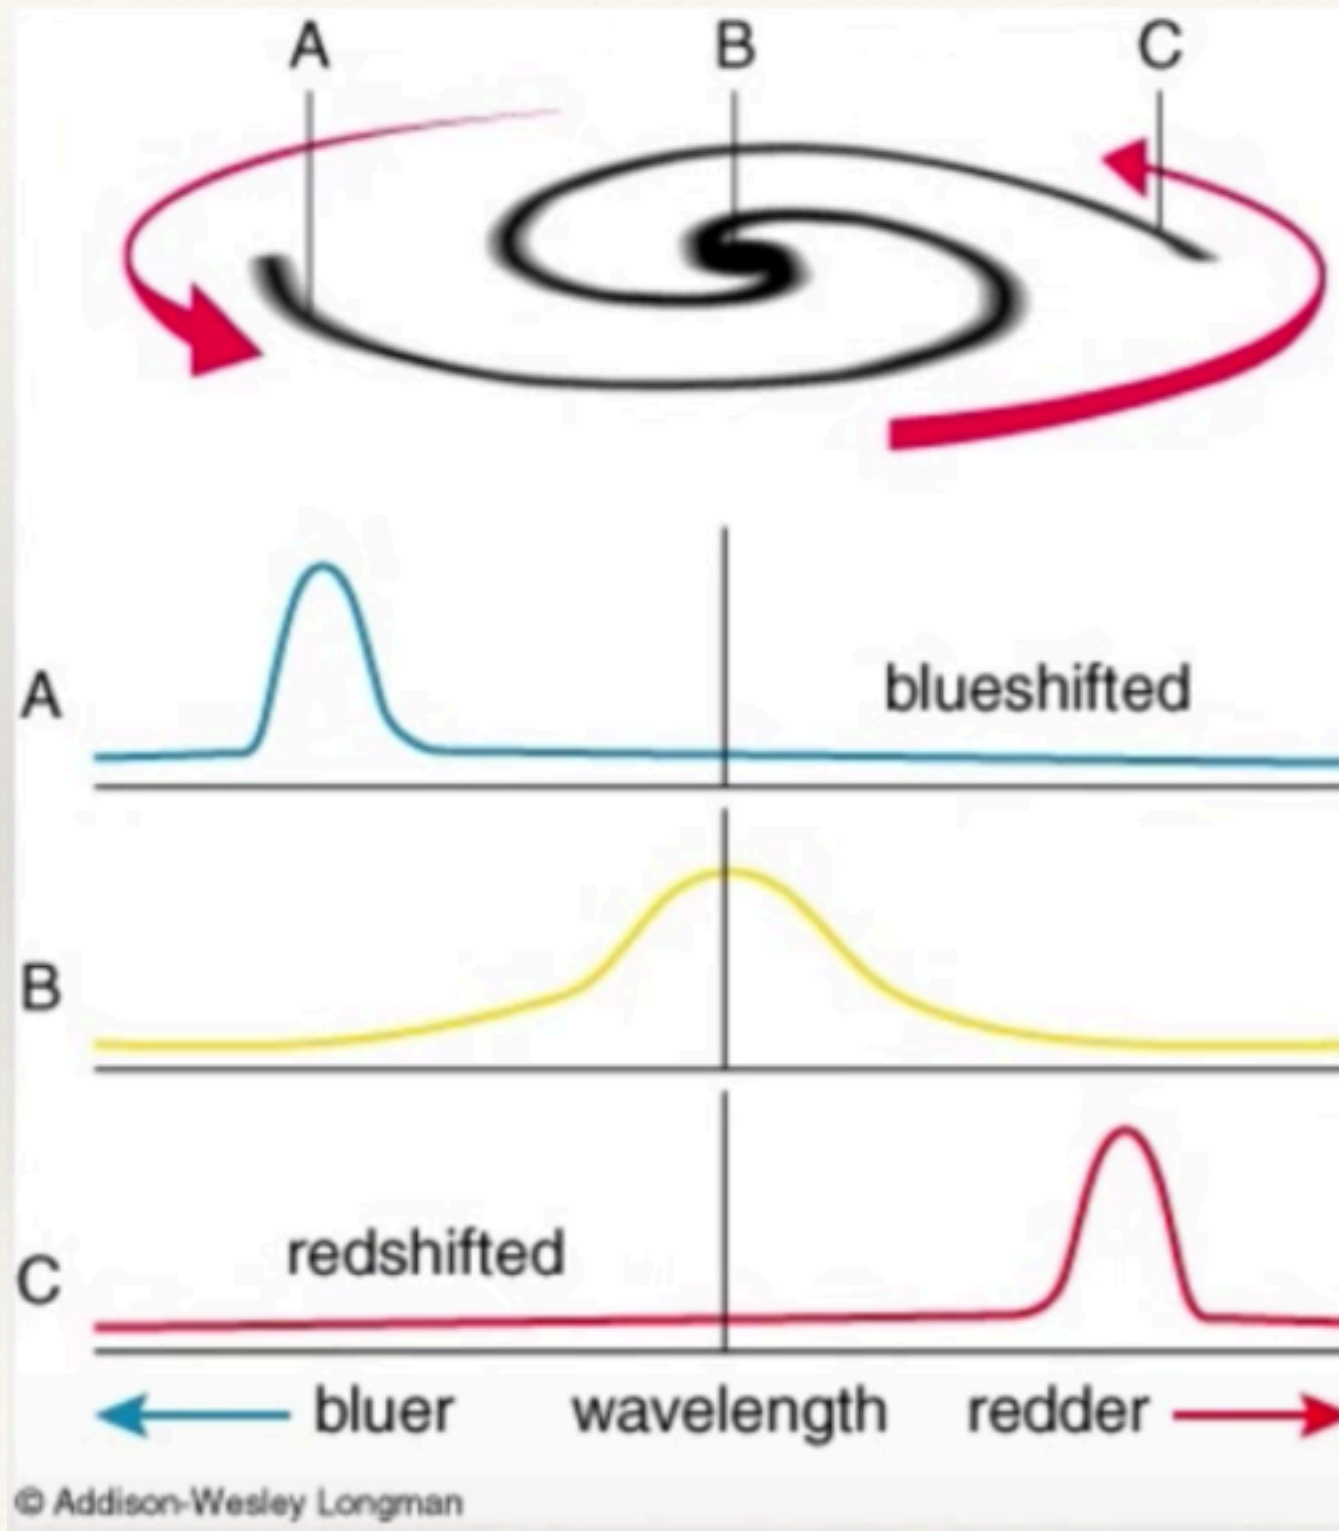 A B C
A blueshifted
B
C redshifted
bluer wavelength redder
© Addison-Wesley Longman